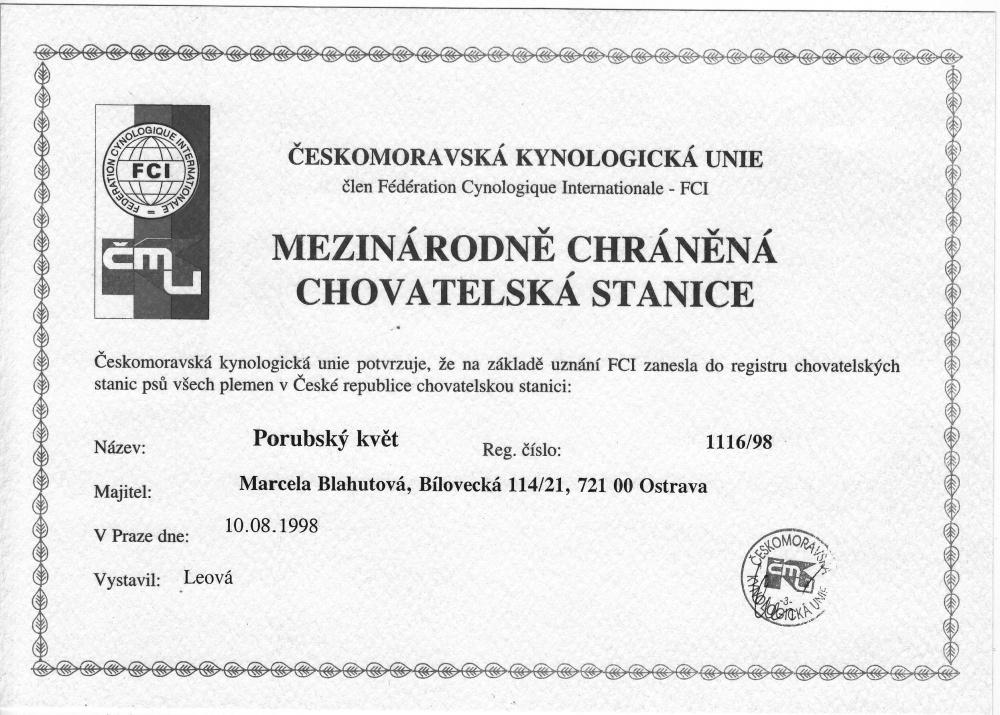 FÉDÉRATION CYNOLOGIQUE INTERNATIONALE
FCI
čmu
ČESKOMORAVSKÁ KYNOLOGICKÁ UNIE
člen Fédération Cynologique Internationale - FCI
MEZINÁRODNĚ CHRÁNĚNÁ
CHOVATELSKÁ STANICE
Českomoravská kynologická unie potvrzuje, že na základě uznání FCI zanesla do registru chovatelských
stanic psů všech plemen v České republice chovatelskou stanici:
Název: Porubský květ Reg. číslo: 1116/98
Majitel: Marcela Blahutová, Bílovecká 114/21, 721 00 Ostrava
V Praze dne: 10.08.1998
Vystavil: Leová
ČESKOMORAVSKÁ
ČMU
-3-
KYNOLOGICKÁ UNIE